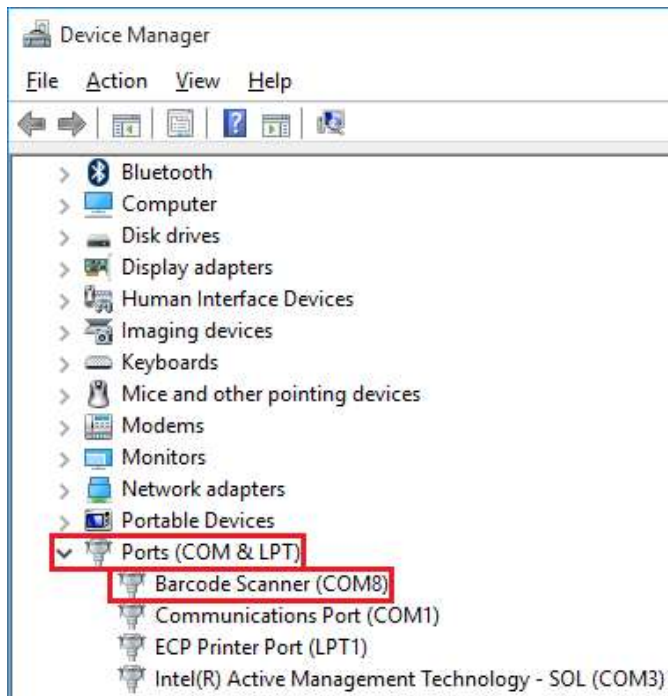 Device Manager
File Action View Help
Bluetooth
Computer
Disk drives
Display adapters
Human Interface Devices
Imaging devices
Keyboards
Mice and other pointing devices
Modems
Monitors
Network adapters
Portable Devices
Ports (COM & LPT)
Barcode Scanner (COM8)
Communications Port (COM1)
ECP Printer Port (LPT1)
Intel(R) Active Management Technology - SOL (COM3)